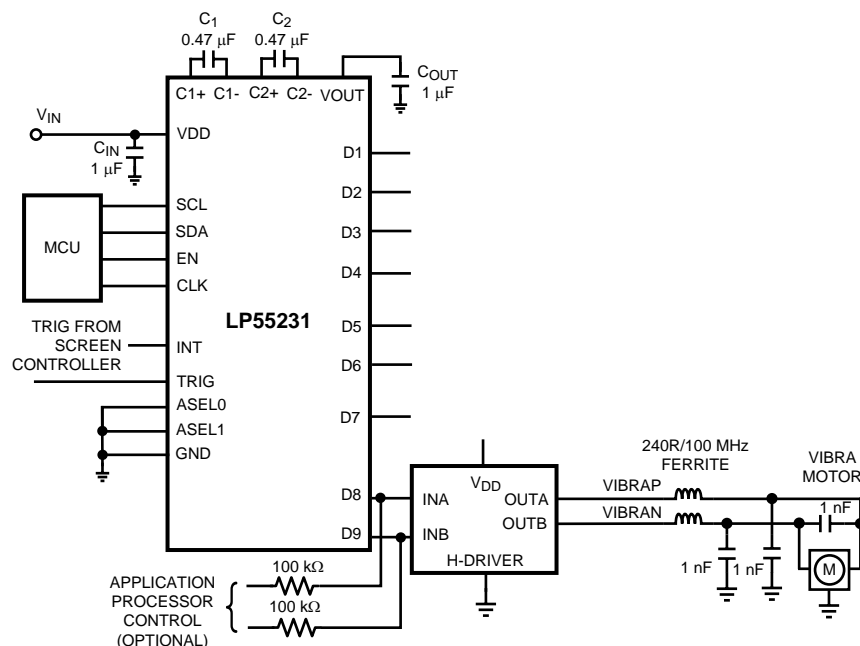 C1
0.47 μF
C2
0.47 μF
COUT
1 μF
C1+
C1-
C2+
C2-
VOUT
VIN
VDD
CIN
1 μF
D1
D2
SCL
SDA
MCU
EN
CLK
D3
D4
LP55231
TRIG FROM
SCREEN
CONTROLLER
INT
TRIG
D5
D6
ASEL0
ASEL1
GND
D7
240R/100 MHz
FERRITE
VIBRA
MOTOR
VDD
D8
INA
OUTA
VIBRAP
1 nF
D9
INB
OUTB
VIBRAN
H-DRIVER
1 nF
1 nF
M
100 kΩ
APPLICATION
PROCESSOR
CONTROL
(OPTIONAL)
100 kΩ